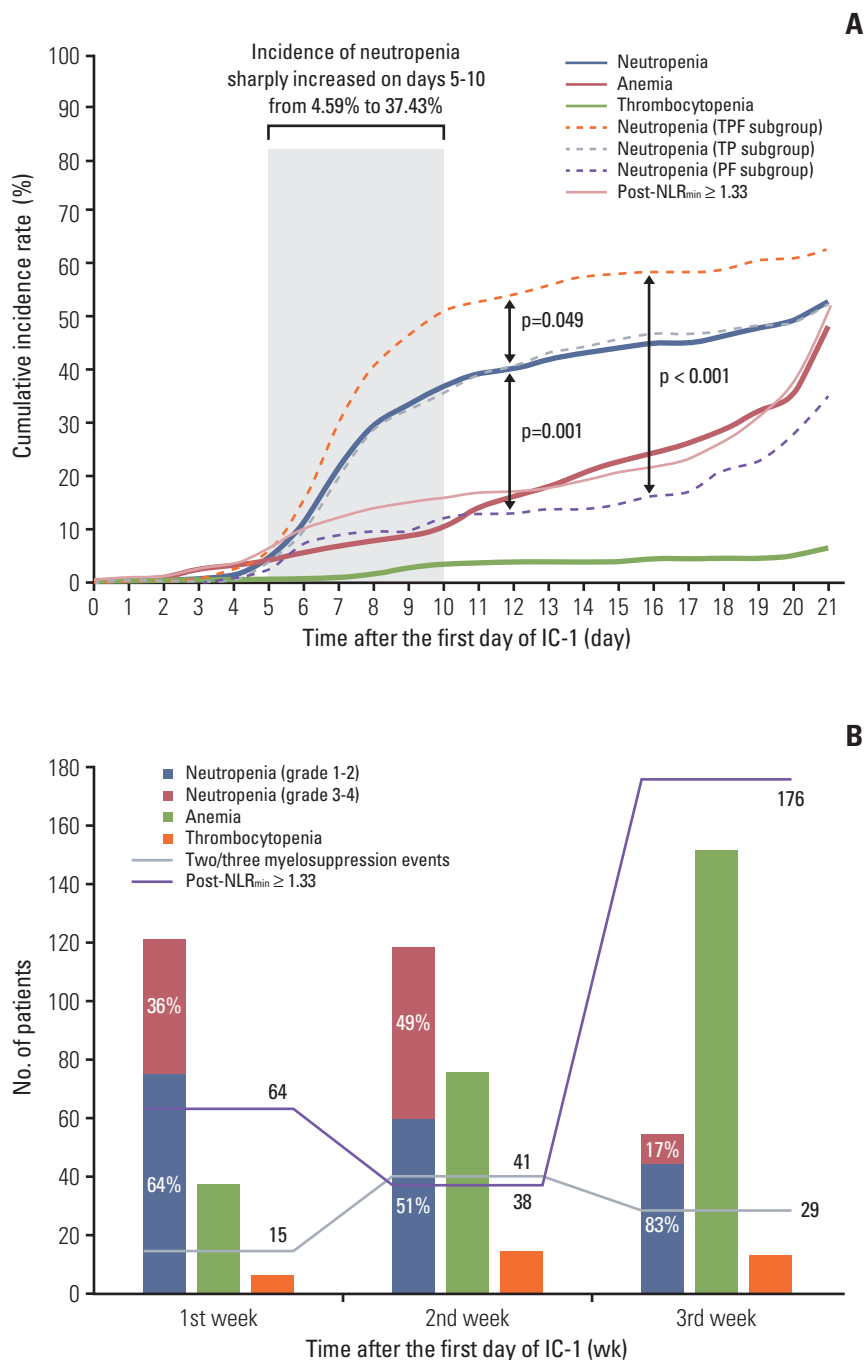 A
Incidence of neutropenia
sharply increased on days 5-10
from 4.59% to 37.43%
Neutropenia
Anemia
Thrombocytopenia
Neutropenia (TPF subgroup)
Neutropenia (TP subgroup)
Neutropenia (PF subgroup)
Post-NLRmin ≥ 1.33
Cumulative incidence rate (%)
100
90
80
70
60
50
40
30
20
10
0
p=0.049
p < 0.001
p=0.001
0 1 2 3 4 5 6 7 8 9 10 11 12 13 14 15 16 17 18 19 20 21
Time after the first day of IC-1 (day)
B
Neutropenia (grade 1-2)
Neutropenia (grade 3-4)
Anemia
Thrombocytopenia
Two/three myelosuppression events
Post-NLRmin ≥ 1.33
No. of patients
180
160
140
120
100
80
60
40
20
0
176
36%
49%
64
64%
15
41
51%
38
17%
83%
29
1st week 2nd week 3rd week
Time after the first day of IC-1 (wk)